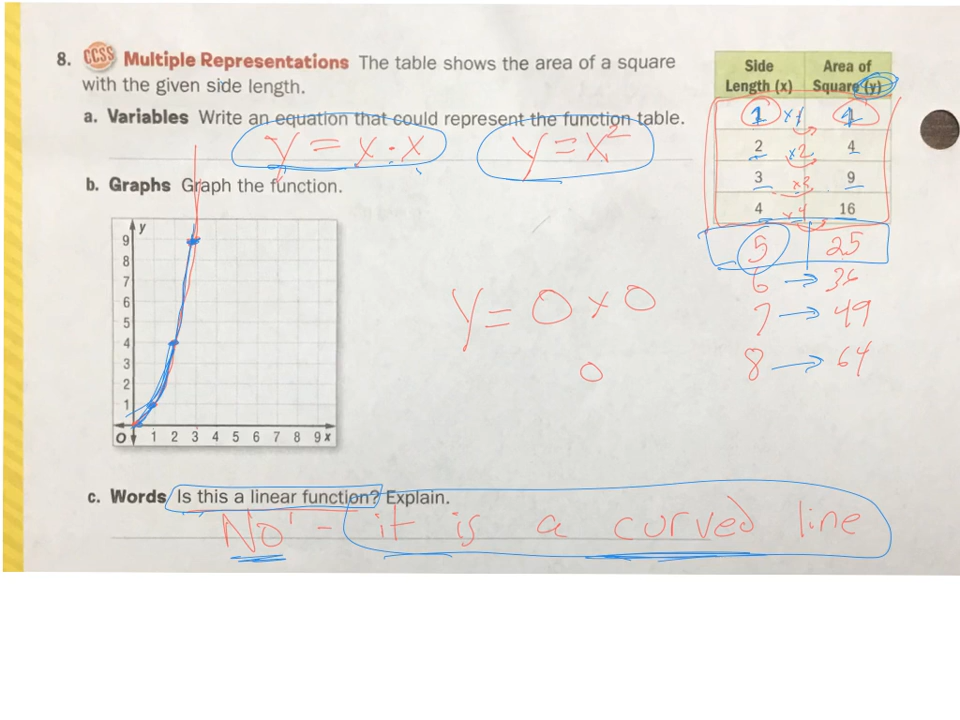 8. CCSS Multiple Representations The table shows the area of a square
with the given side length.
a. Variables Write an equation that could represent the function table.
y = x · x y = x²
b. Graphs Graph the function.
Side Length (x) Area of Square (y)
1 x1 1
2 x2 4
3 x3 9
4 x4 16
5 25
6 → 36
7 → 49
8 → 64
y
9
8
7
6
5
4
3
2
1
O 1 2 3 4 5 6 7 8 9 x
y = 0 x 0
0
c. Words Is this a linear function? Explain.
No - it is a curved line